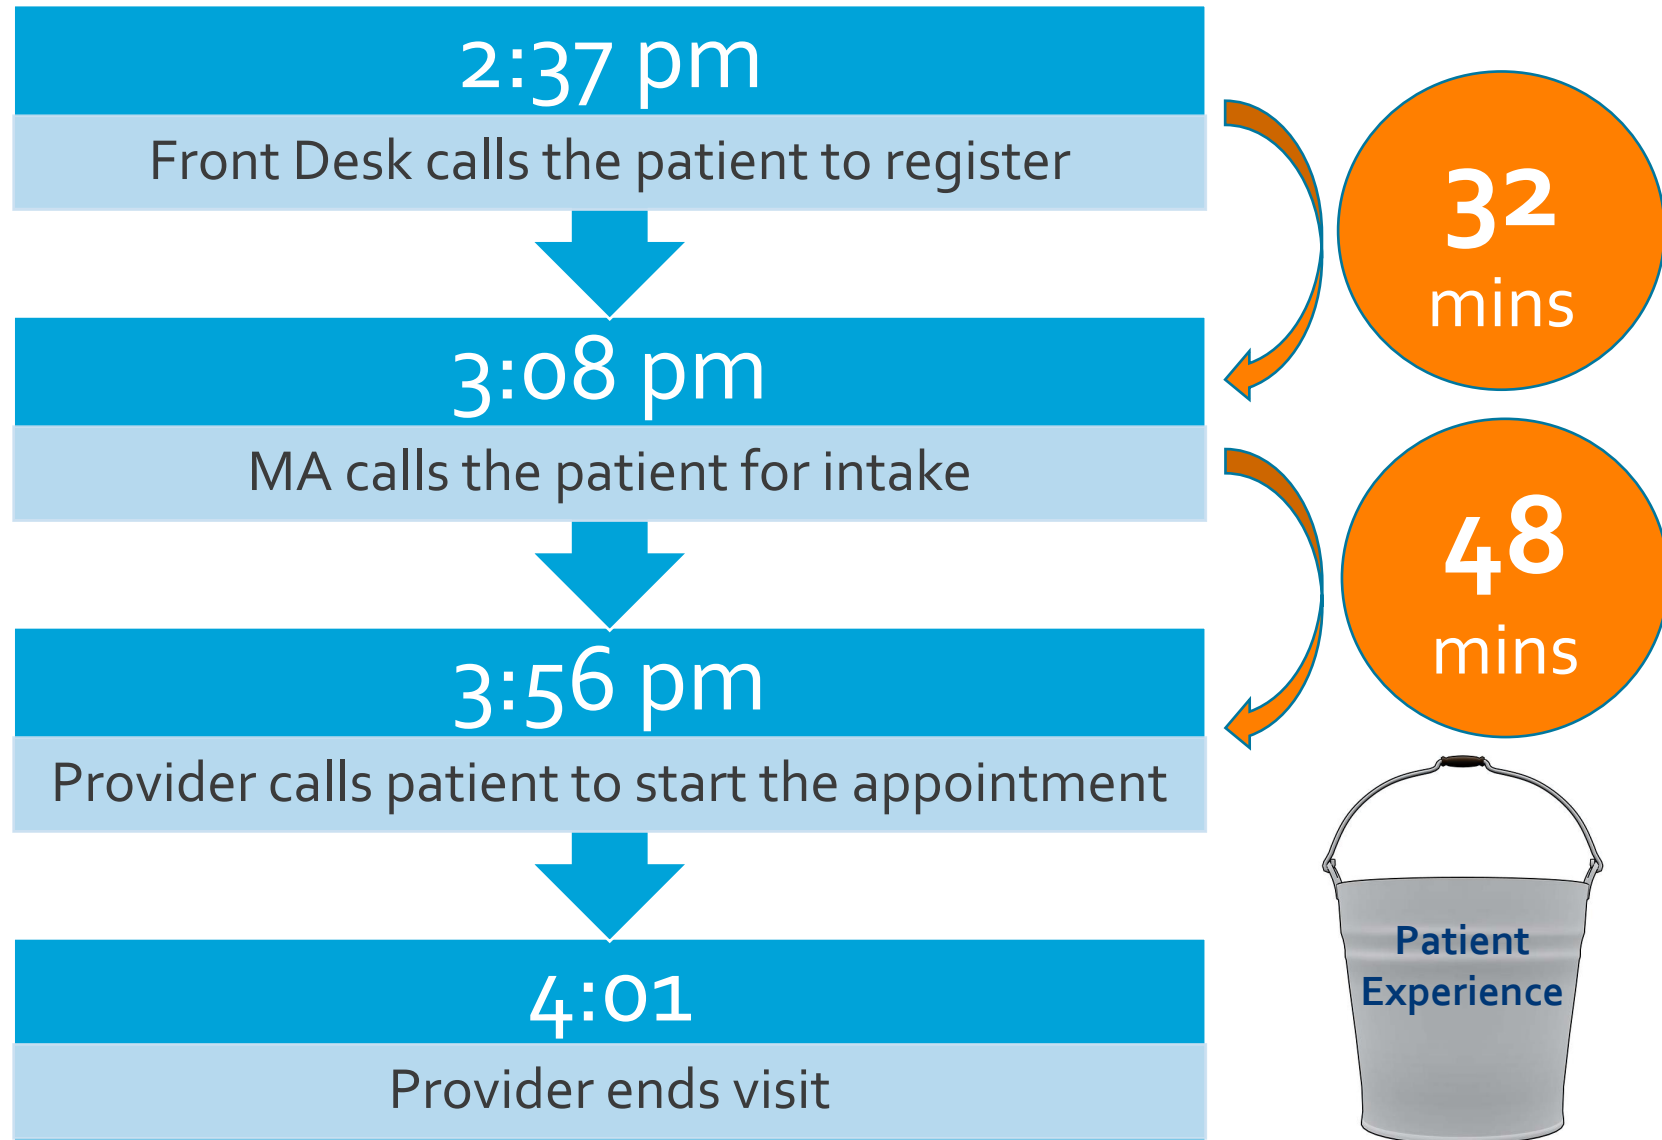 2:37 pm
Front Desk calls the patient to register
32
mins
3:08 pm
MA calls the patient for intake
48
mins
3:56 pm
Provider calls patient to start the appointment
4:01
Provider ends visit
Patient
Experience